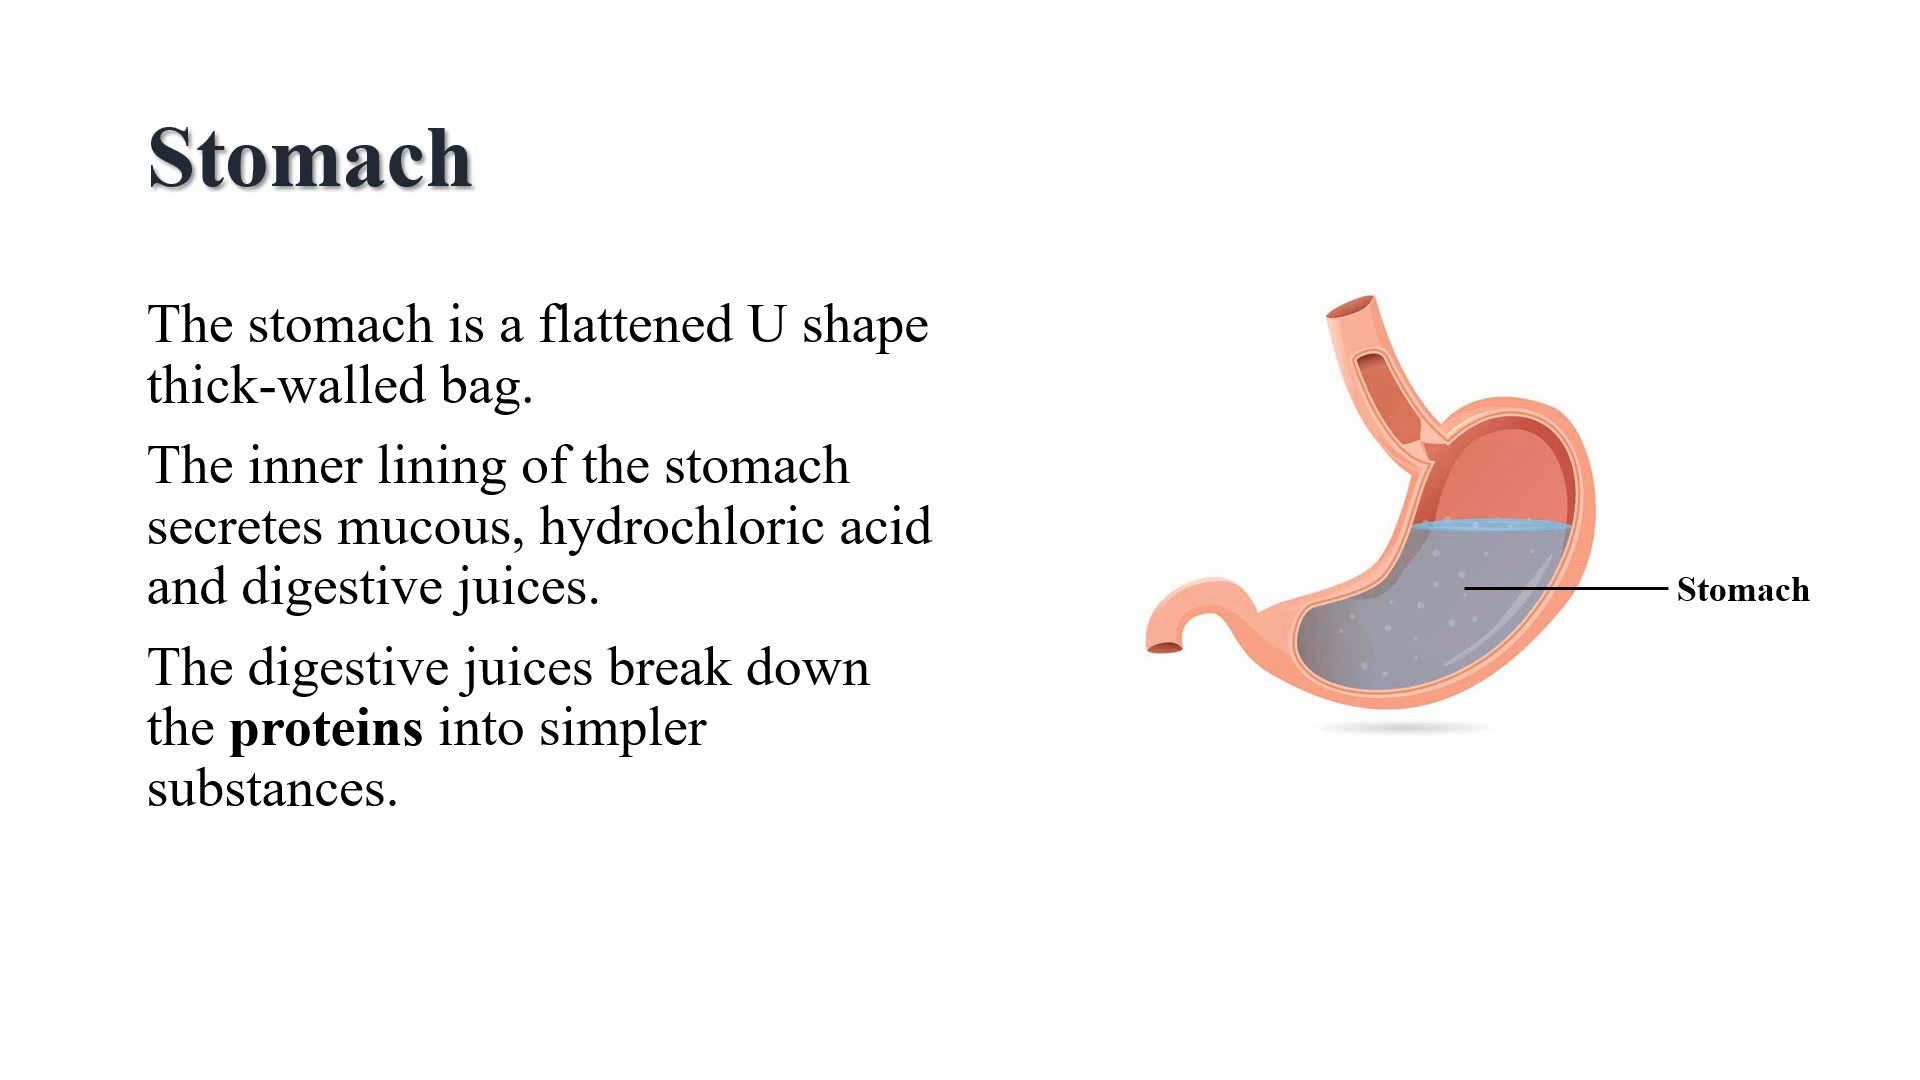 Stomach
The stomach is a flattened U shape
thick-walled bag.
The inner lining of the stomach
secretes mucous, hydrochloric acid
and digestive juices.
The digestive juices break down
the proteins into simpler
substances.
Stomach